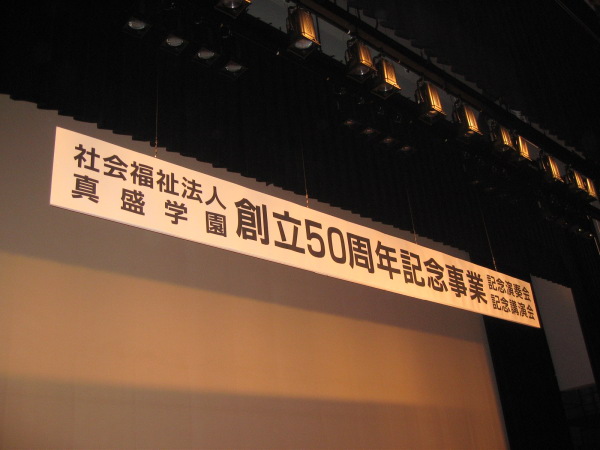 社会福祉法人
真盛学園
創立50周年記念事業
記念演奏会
記念講演会